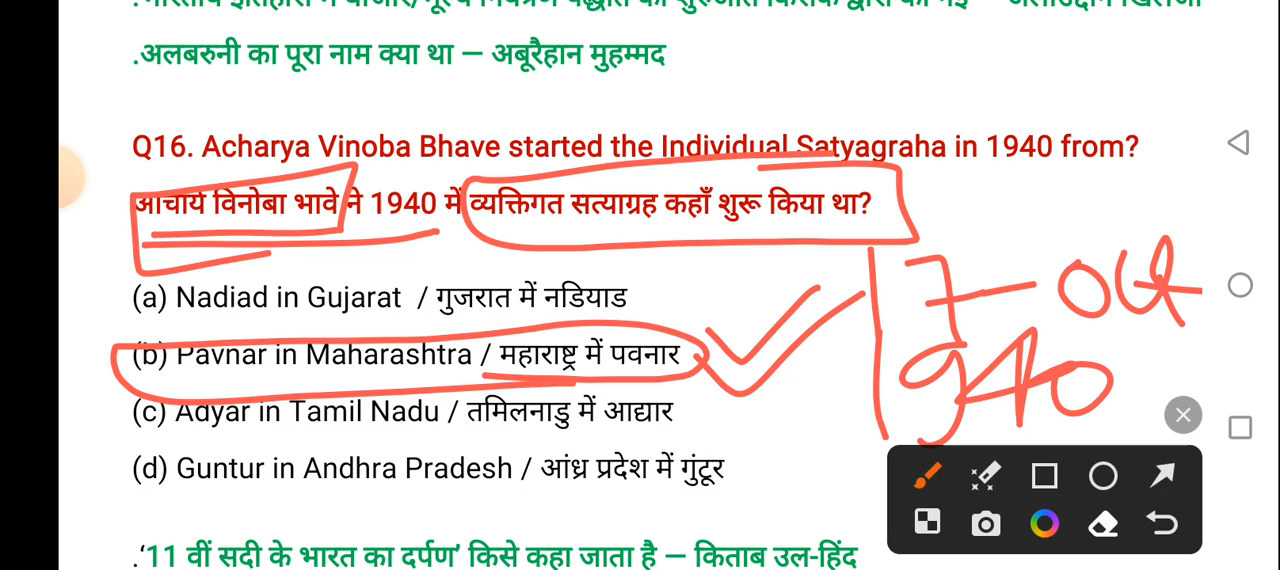 .अलबरुनी का पूरा नाम क्या था — अबूरैहान मुहम्मद
Q16. Acharya Vinoba Bhave started the Individual Satyagraha in 1940 from?
आचार्य विनोबा भावे ने 1940 में व्यक्तिगत सत्याग्रह कहाँ शुरू किया था?
(a) Nadiad in Gujarat / गुजरात में नडियाड
17-oct
(b) Pavnar in Maharashtra / महाराष्ट्र में पवनार
1940
(c) Adyar in Tamil Nadu / तमिलनाडु में आद्यार
(d) Guntur in Andhra Pradesh / आंध्र प्रदेश में गुंटूर
.‘11 वीं सदी के भारत का दर्पण’ किसे कहा जाता है — किताब उल-हिंद